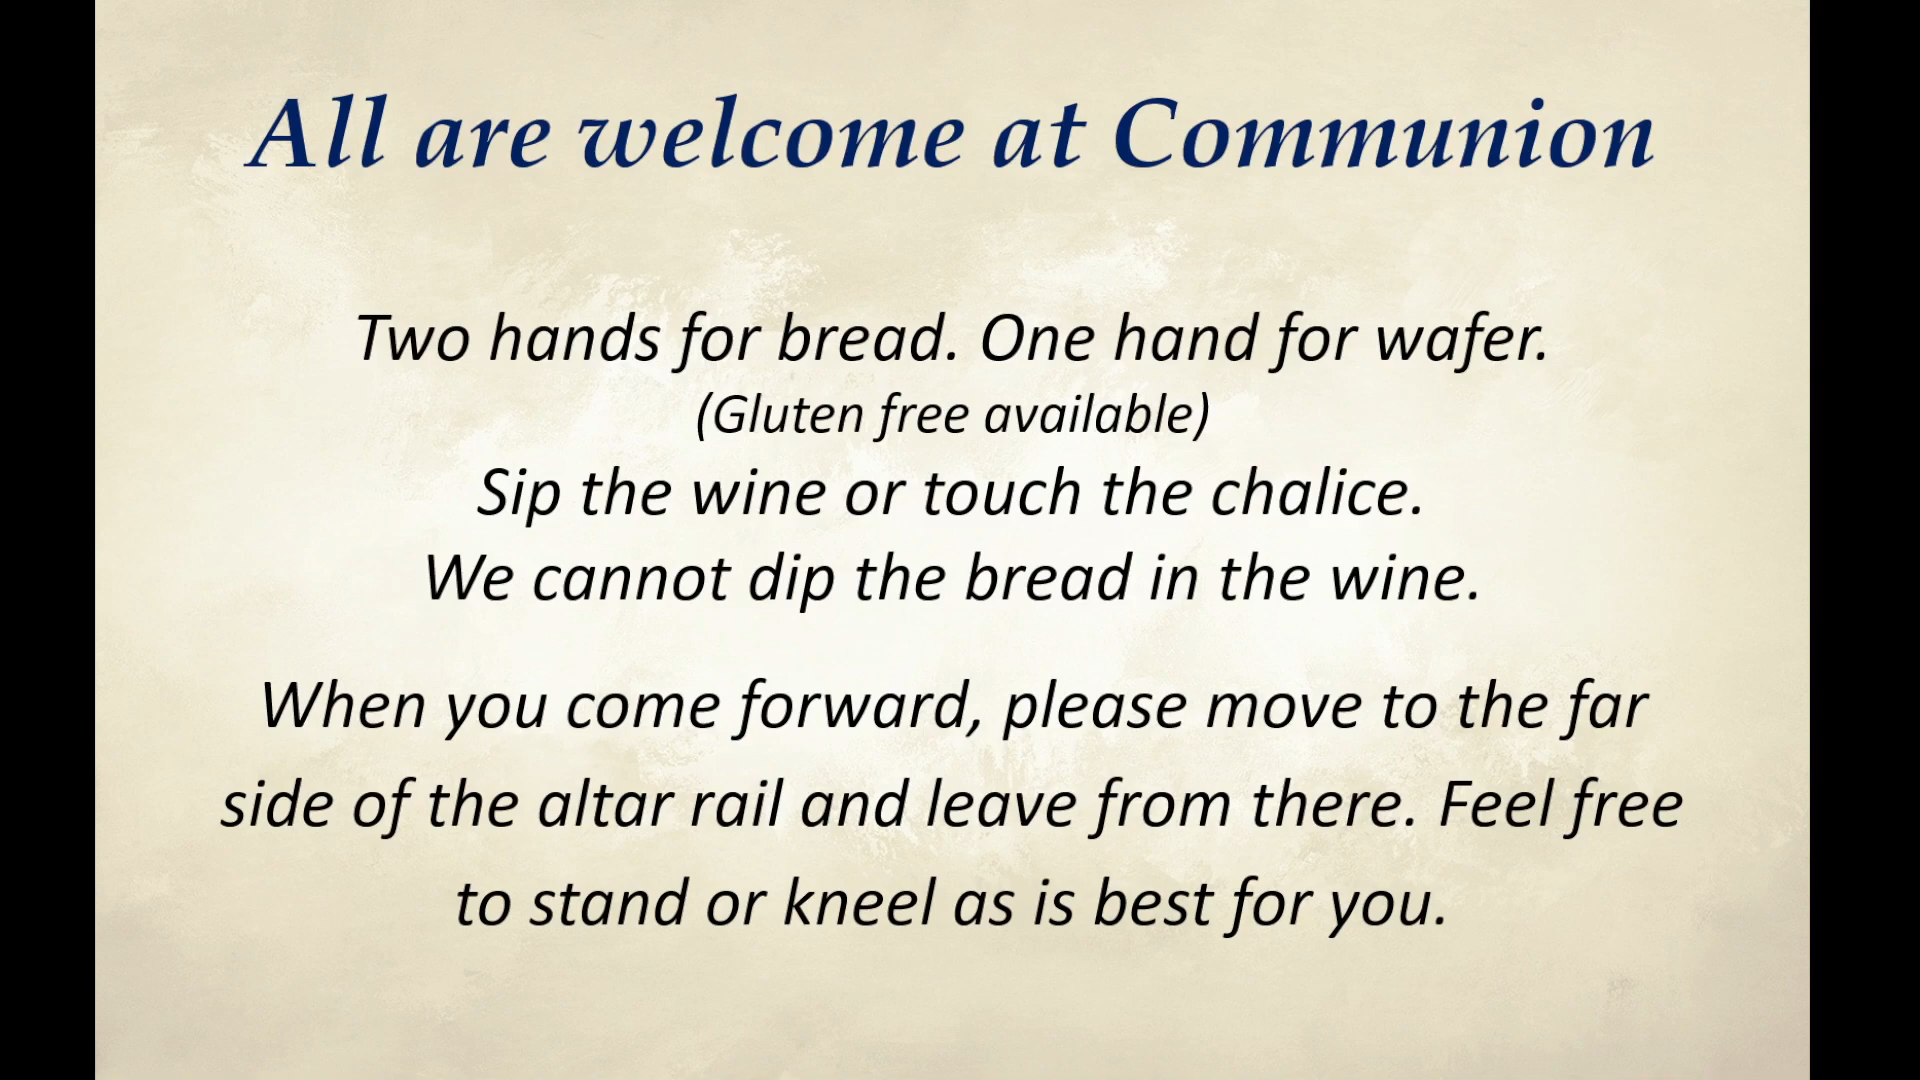 All are welcome at Communion
Two hands for bread. One hand for wafer.
(Gluten free available)
Sip the wine or touch the chalice.
We cannot dip the bread in the wine.
When you come forward, please move to the far
side of the altar rail and leave from there. Feel free
to stand or kneel as is best for you.